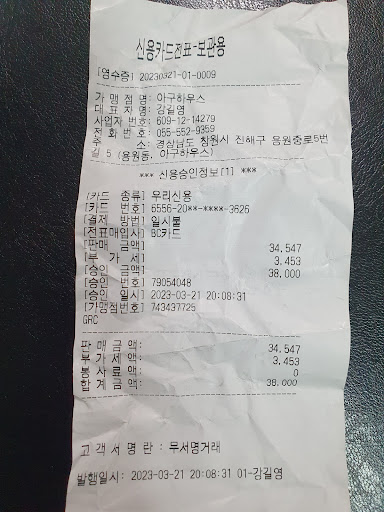 신용카드전표-보관용
[영수증] 20230321-01-0009
가 맹 점 명: 아구하우스
대 표 자 명: 강길영
사업자 번호: 609-12-14279
전 화 번 호: 055-552-9359
주 소: 경상남도 창원시 진해구 용원중로5번
길 5 (용원동, 아구하우스)
*** 신용승인정보[1] ***
[카드 종류] 우리신용
[카드 번호] 6556-20**-****-3626
[결제 방법] 일시불
[전표매입사] BC카드
[판매 금액] 34,547
[부 가 세] 3,453
[승인 금액] 38,000
[승인 번호] 79054048
[승인 일시] 2023-03-21 20:08:31
[가맹점번호] 743437725
GRC
판 매 금 액: 34,547
부 가 세 액: 3,453
봉 사 료 액: 0
합 계 금 액: 38,000
고 객 서 명 란 : 무서명거래
발행일시: 2023-03-21 20:08:31 01-강길영